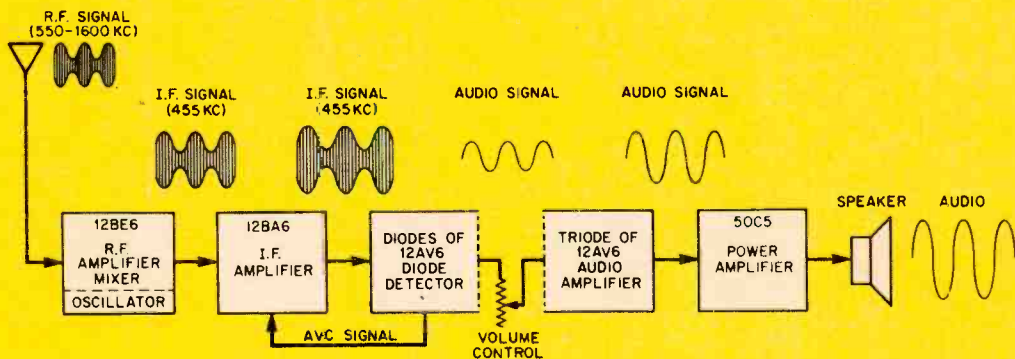 R.F. SIGNAL
(550-1600 KC)
I.F. SIGNAL
(455 KC)
I.F. SIGNAL
(455 KC)
AUDIO SIGNAL
AUDIO SIGNAL
SPEAKER
AUDIO
12BE6
R.F.
AMPLIFIER
MIXER
OSCILLATOR
12BA6
I.F.
AMPLIFIER
DIODES OF
12AV6
DIODE
DETECTOR
TRIODE OF
12AV6
AUDIO
AMPLIFIER
50C5
POWER
AMPLIFIER
AVC SIGNAL
VOLUME
CONTROL